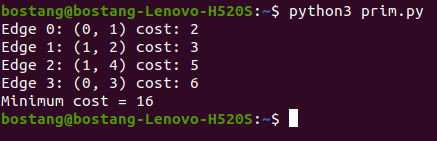 bostang@bostang-Lenovo-H520S:~$ python3 prim.py
Edge 0: (0, 1) cost: 2
Edge 1: (1, 2) cost: 3
Edge 2: (1, 4) cost: 5
Edge 3: (0, 3) cost: 6
Minimum cost = 16
bostang@bostang-Lenovo-H520S:~$